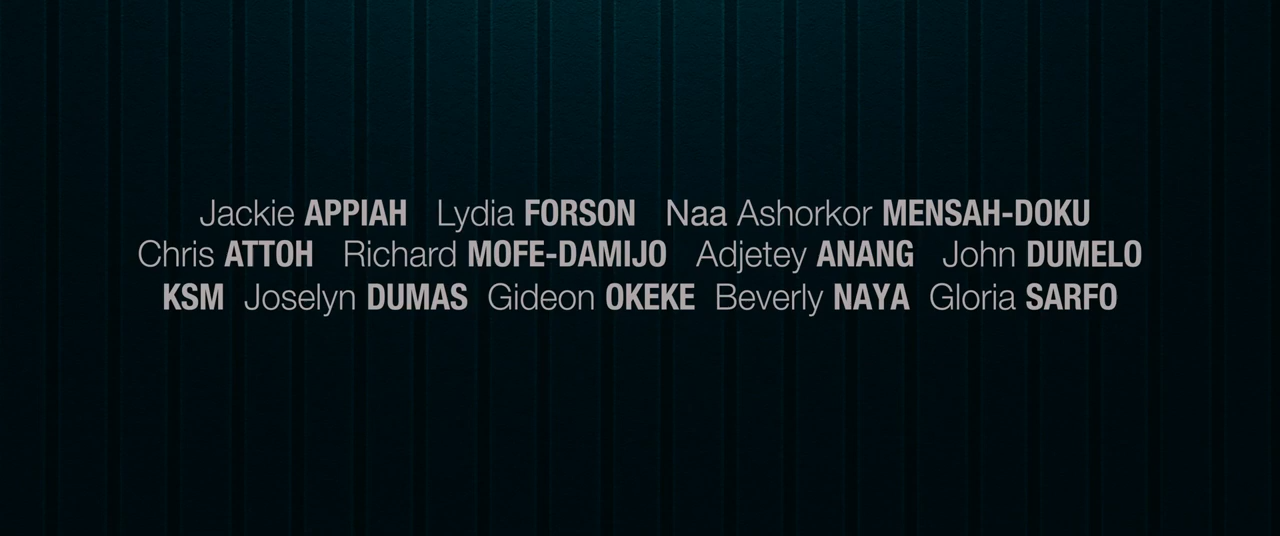 Jackie APPIAH Lydia FORSON Naa Ashorkor MENSAH-DOKU
Chris ATTOH Richard MOFE-DAMIJO Adjetey ANANG John DUMELO
KSM Joselyn DUMAS Gideon OKEKE Beverly NAYA Gloria SARFO